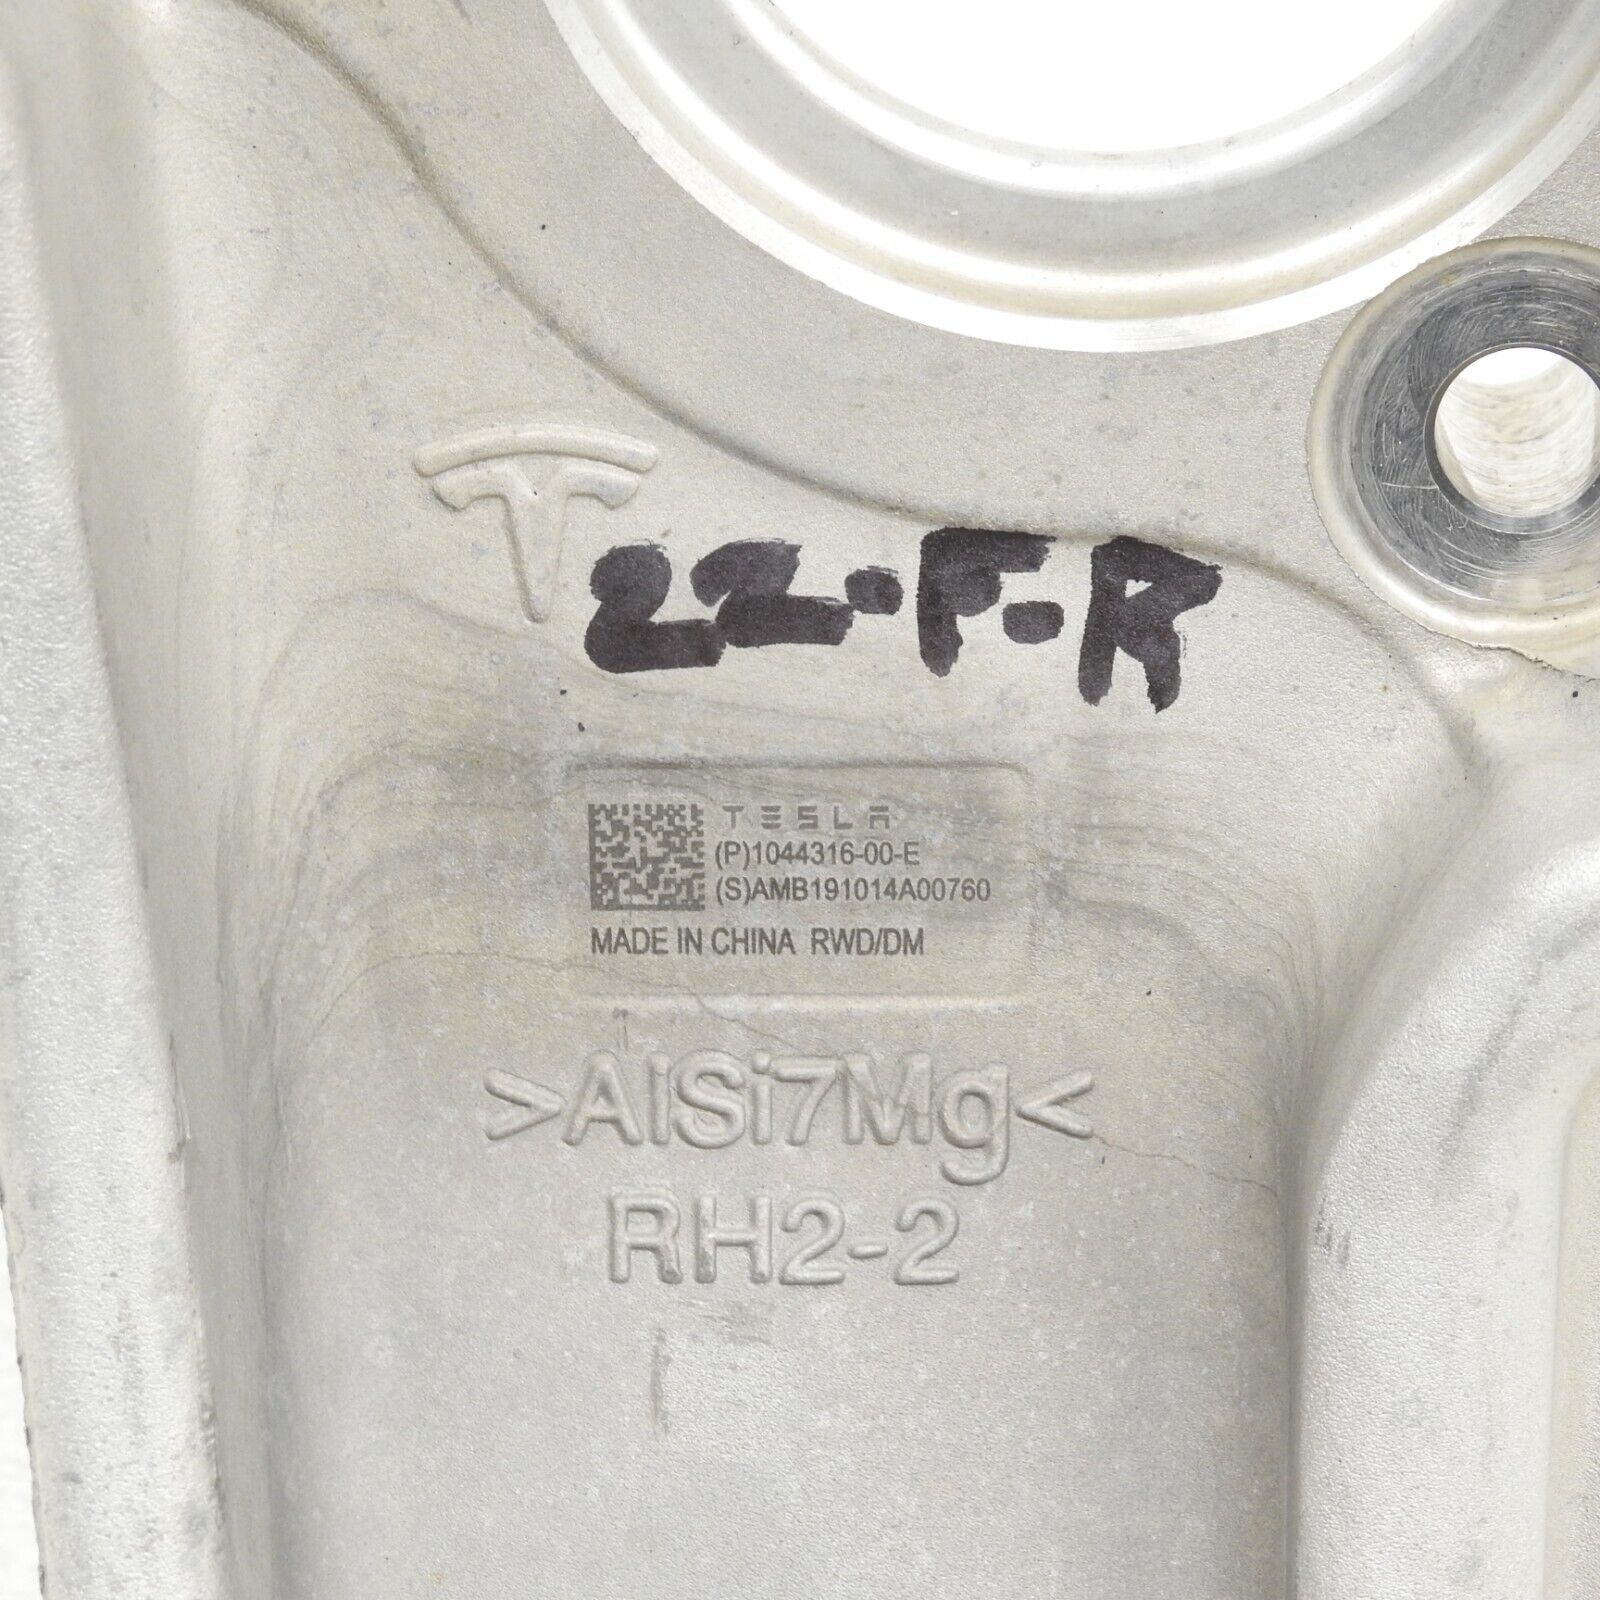 22-F-R
TESLA
(P)1044316-00-E
(S)AMB191014A00760
MADE IN CHINA RWD/DM
>AlSi7Mg<
RH2-2